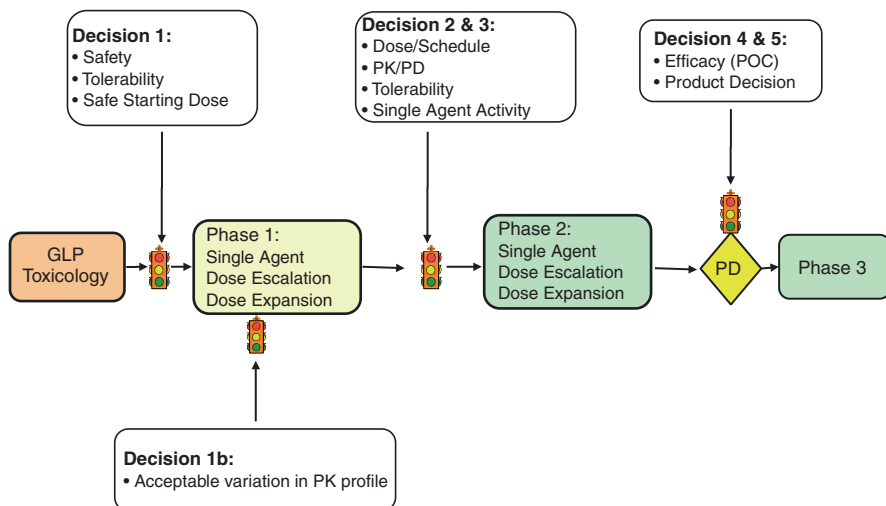 Decision 1:
• Safety
• Tolerability
• Safe Starting Dose
Decision 2 & 3:
• Dose/Schedule
• PK/PD
• Tolerability
• Single Agent Activity
Decision 4 & 5:
• Efficacy (POC)
• Product Decision
GLP
Toxicology
Phase 1:
Single Agent
Dose Escalation
Dose Expansion
Phase 2:
Single Agent
Dose Escalation
Dose Expansion
PD
Phase 3
Decision 1b:
• Acceptable variation in PK profile